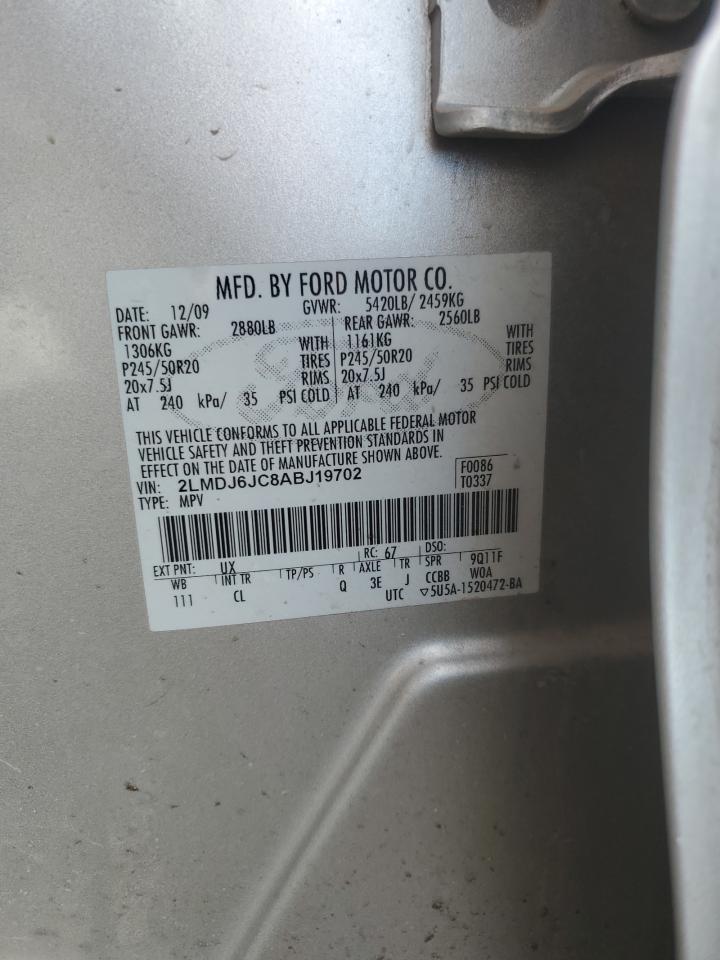 MFD. BY FORD MOTOR CO.
DATE: 12/09 GVWR: 5420LB/ 2459KG
FRONT GAWR: 2880LB REAR GAWR: 2560LB
1306KG WITH 1161KG WITH
P245/50R20 TIRES P245/50R20 TIRES
20x7.5J RIMS 20x7.5J RIMS
AT 240 kPa/ 35 PSI COLD AT 240 kPa/ 35 PSI COLD
Ford
THIS VEHICLE CONFORMS TO ALL APPLICABLE FEDERAL MOTOR
VEHICLE SAFETY AND THEFT PREVENTION STANDARDS IN
EFFECT ON THE DATE OF MANUFACTURE SHOWN ABOVE.
VIN: 2LMDJ6JC8ABJ19702 F0086
TYPE: MPV T0337
EXT PNT: UX RC: 67 DSO:
WB INT TR TP/PS R AXLE TR SPR 9Q11F
111 CL Q 3E J CCBB WOA
UTC ▽5U5A-1520472-BA